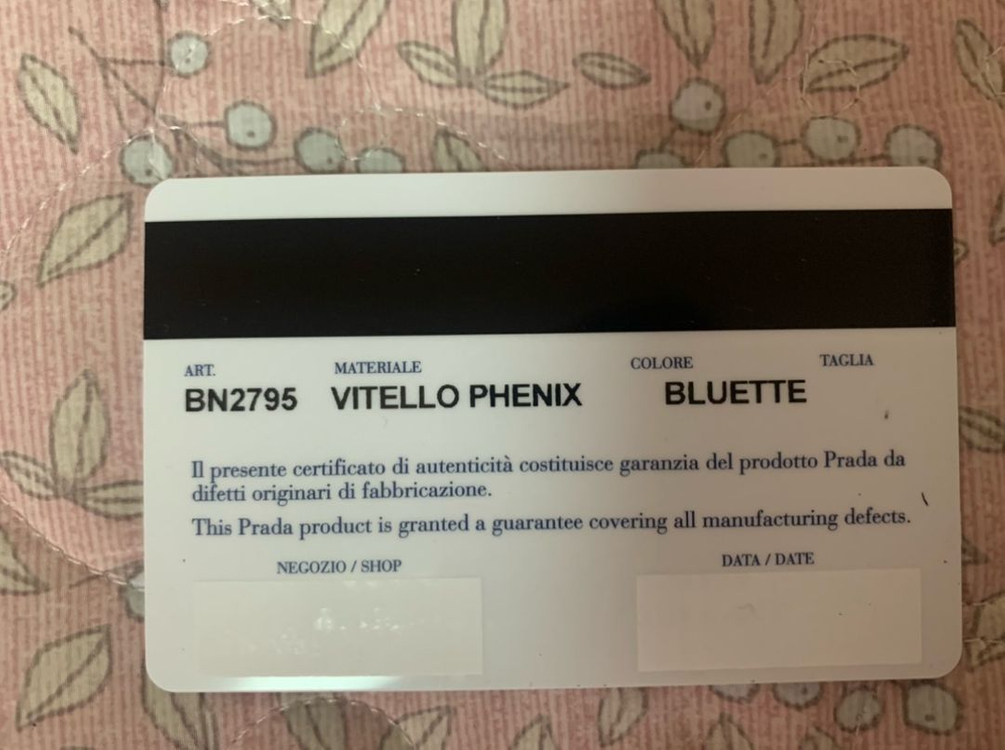 ART. MATERIALE COLORE TAGLIA
BN2795 VITELLO PHENIX BLUETTE
Il presente certificato di autenticità costituisce garanzia del prodotto Prada da
difetti originari di fabbricazione.
This Prada product is granted a guarantee covering all manufacturing defects.
NEGOZIO / SHOP DATA / DATE